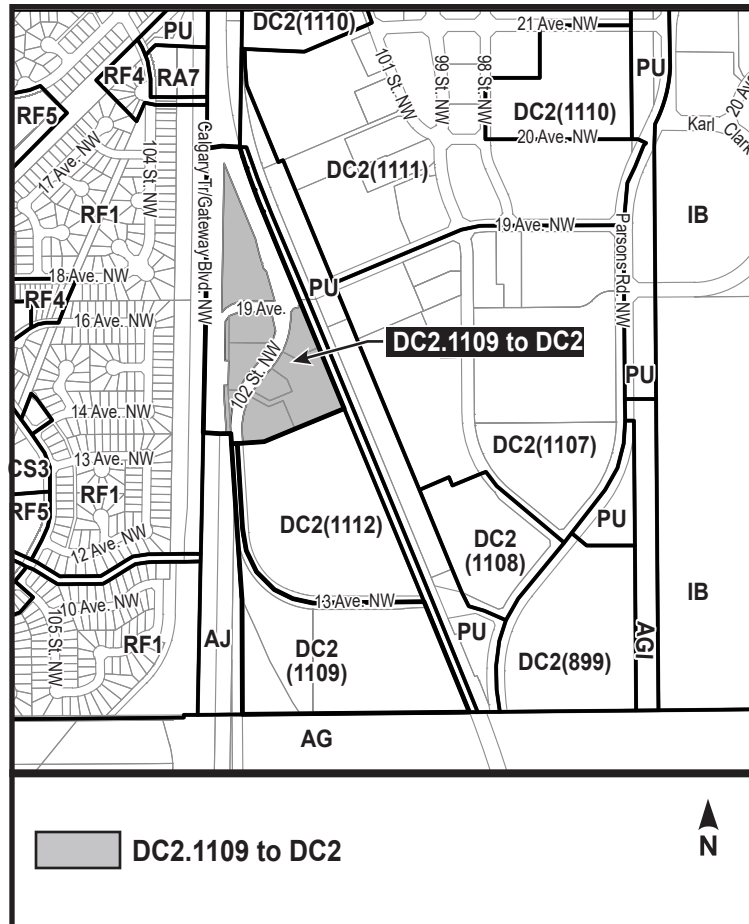 PU
DC2(1110)
21 Ave. NW
RF4
RA7
101 St. NW
99 St. NW
98 St. NW
PU
RF5
DC2(1110)
20 Ave
104 St. NW
Calgary Tr/Gateway Blvd. NW
20 Ave. NW
Karl Clark
17 Ave. NW
DC2(1111)
RF1
IB
19 Ave. NW
Parsons Rd. NW
18 Ave. NW
PU
RF4
19 Ave.
16 Ave. NW
DC2.1109 to DC2
102 St. NW
PU
14 Ave. NW
DC2(1107)
13 Ave. NW
CS3
RF1
RF5
DC2(1112)
PU
DC2
(1108)
12 Ave. NW
10 Ave. NW
13 Ave. NW
IB
105 St. NW
RF1
AJ
DC2
(1109)
PU
DC2(899)
AGI
AG
DC2.1109 to DC2
N